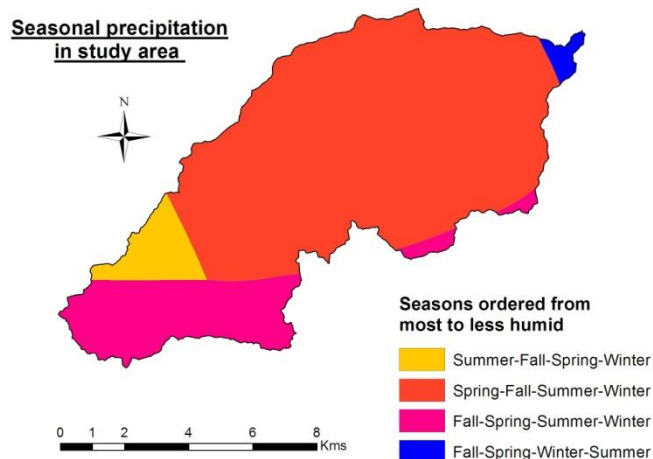 Seasonal precipitation
in study area
N
Seasons ordered from
most to less humid
Summer-Fall-Spring-Winter
Spring-Fall-Summer-Winter
Fall-Spring-Summer-Winter
Fall-Spring-Winter-Summer
0 1 2 4 6 8
Kms